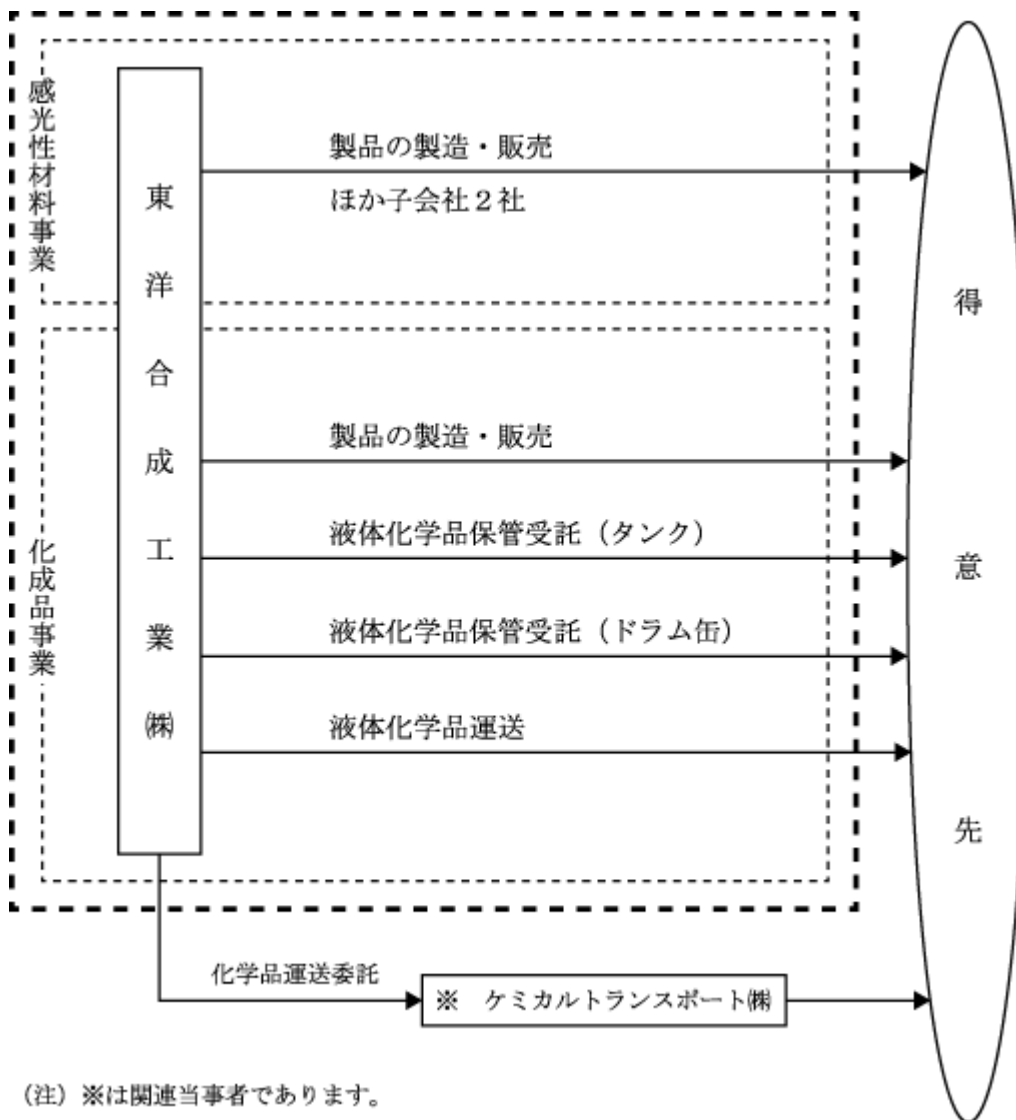 感光性材料事業
東洋合成工業㈱
製品の製造・販売
ほか子会社２社
得意先
化成品事業
製品の製造・販売
液体化学品保管受託（タンク）
液体化学品保管受託（ドラム缶）
液体化学品運送
化学品運送委託
※　ケミカルトランスポート㈱
（注）※は関連当事者であります。